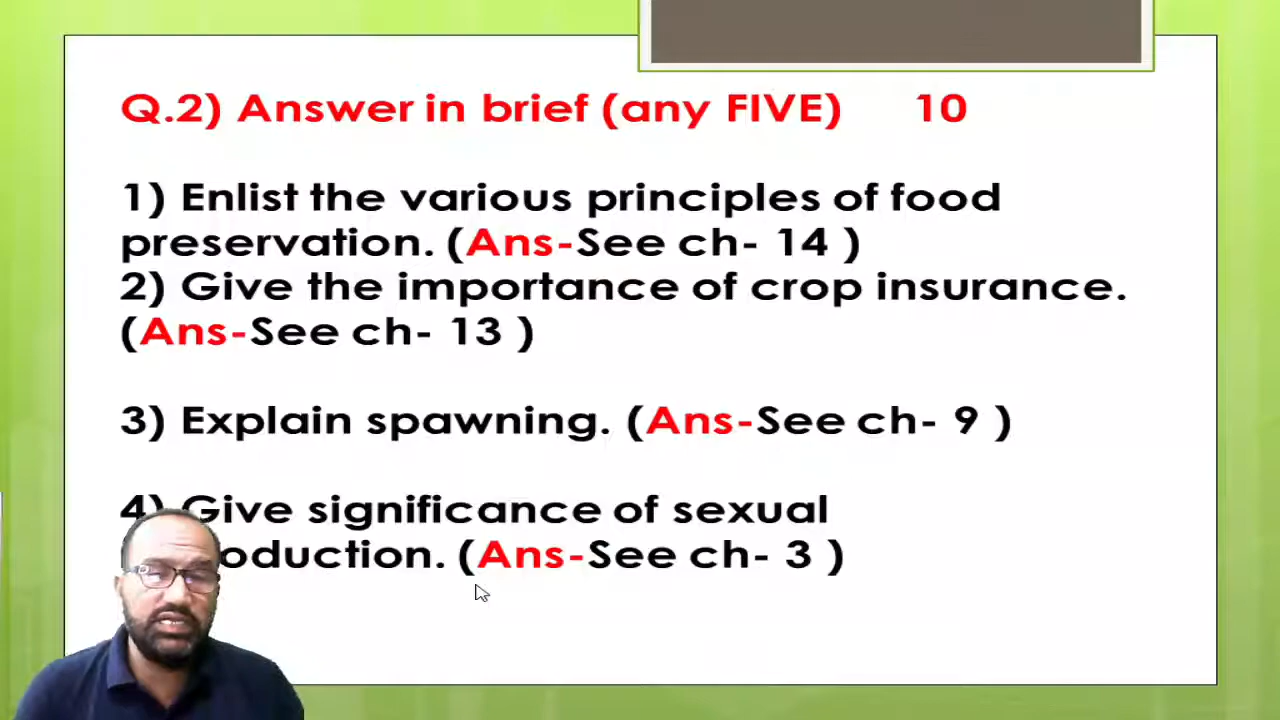 Q.2) Answer in brief (any FIVE) 10
1) Enlist the various principles of food
preservation. (Ans-See ch- 14 )
2) Give the importance of crop insurance.
(Ans-See ch- 13 )
3) Explain spawning. (Ans-See ch- 9 )
4) Give significance of sexual
oduction. (Ans-See ch- 3 )